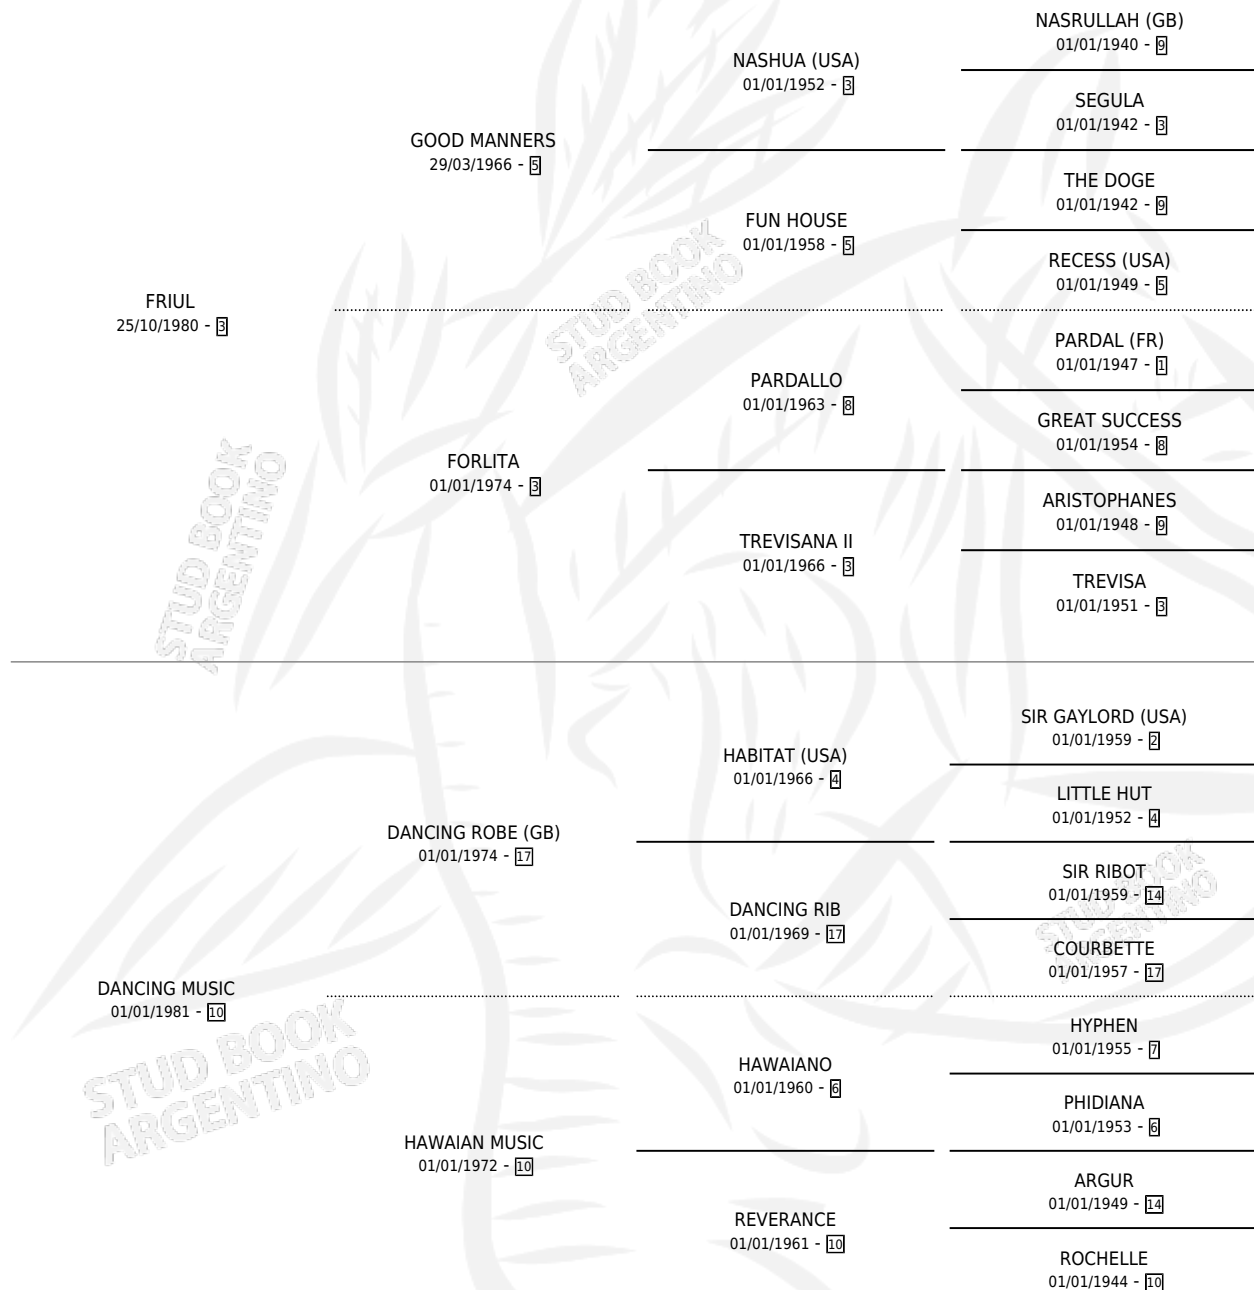 NASRULLAH (GB)
01/01/1940 - 9
NASHUA (USA)
01/01/1952 - 3
SEGULA
01/01/1942 - 3
GOOD MANNERS
29/03/1966 - 5
THE DOGE
01/01/1942 - 9
FUN HOUSE
01/01/1958 - 5
RECESS (USA)
01/01/1949 - 5
FRIUL
25/10/1980 - 3
PARDAL (FR)
01/01/1947 - 1
PARDALLO
01/01/1963 - 8
GREAT SUCCESS
01/01/1954 - 8
FORLITA
01/01/1974 - 3
ARISTOPHANES
01/01/1948 - 9
TREVISANA II
01/01/1966 - 3
TREVISA
01/01/1951 - 3
STUD BOOK
ARGENTINO
STUD BOOK
ARGENTINO
SIR GAYLORD (USA)
01/01/1959 - 2
HABITAT (USA)
01/01/1966 - 4
LITTLE HUT
01/01/1952 - 4
DANCING ROBE (GB)
01/01/1974 - 17
SIR RIBOT
01/01/1959 - 14
DANCING RIB
01/01/1969 - 17
COURBETTE
01/01/1957 - 17
DANCING MUSIC
01/01/1981 - 10
HYPHEN
01/01/1955 - 7
HAWAIANO
01/01/1960 - 6
PHIDIANA
01/01/1953 - 6
HAWAIAN MUSIC
01/01/1972 - 10
ARGUR
01/01/1949 - 14
REVERANCE
01/01/1961 - 10
ROCHELLE
01/01/1944 - 10
STUD BOOK
ARGENTINO
STUD BOOK
ARGENTINO